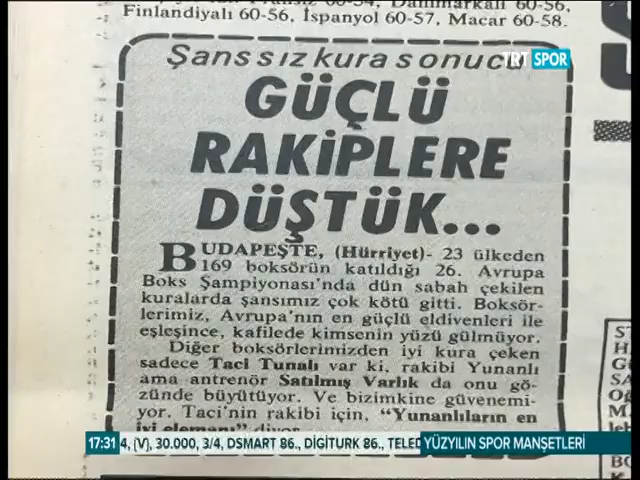 Danimarkalı 60-56,
Finlandiyalı 60-56, İspanyol 60-57, Macar 60-58.
Şanssız kura sonucu
TRT SPOR
GÜÇLÜ
RAKİPLERE
DÜŞTÜK...
BUDAPEŞTE, (Hürriyet)- 23 ülkeden
169 boksörün katıldığı 26. Avrupa
Boks Şampiyonası'nda dün sabah çekilen
kuralarda şansımız çok kötü gitti. Boksör-
lerimiz, Avrupa'nın en güçlü eldivenleri ile
eşleşince, kafilede kimsenin yüzü gülmüyor.
Diğer boksörlerimizden iyi kura çeken
sadece Taci Tunalı var ki, rakibi Yunanlı
ama antrenör Satılmış Varlık da onu gö-
zünde büyütüyor. Ve bizimkine güvenemi-
yor. Taci'nin rakibi için, "Yunanlıların en
iyi elemanı" diyor.
17:31 4, (V), 30.000, 3/4, DSMART 86., DİGİTURK 86., TELED YÜZYILIN SPOR MANŞETLERİ